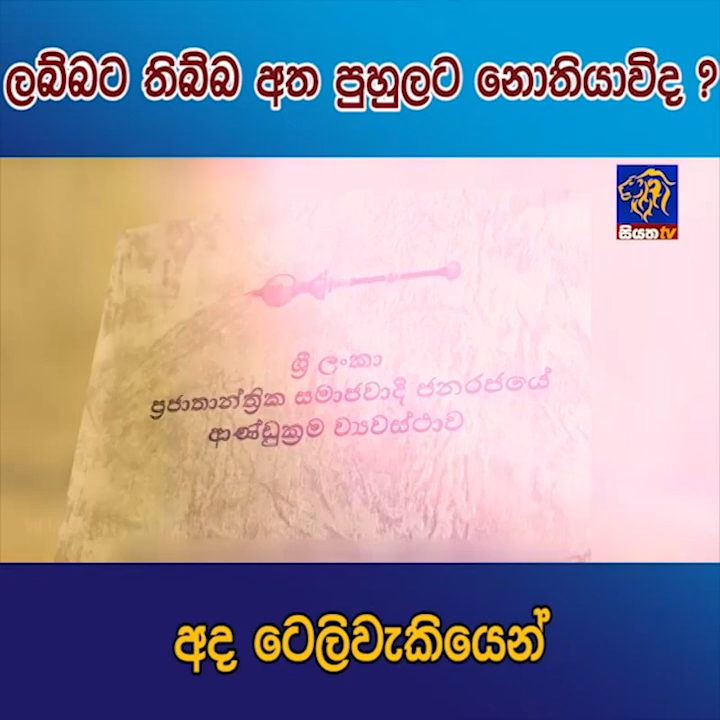 ලබ්බට තිබ්බ අත පුහුලට නොතියාවිද ?
සියත tv
ශ්‍රී ලංකා
ප්‍රජාතාන්ත්‍රික සමාජවාදී ජනරජයේ
ආණ්ඩුක්‍රම ව්‍යවස්ථාව
අද ටෙලිවැකියෙන්